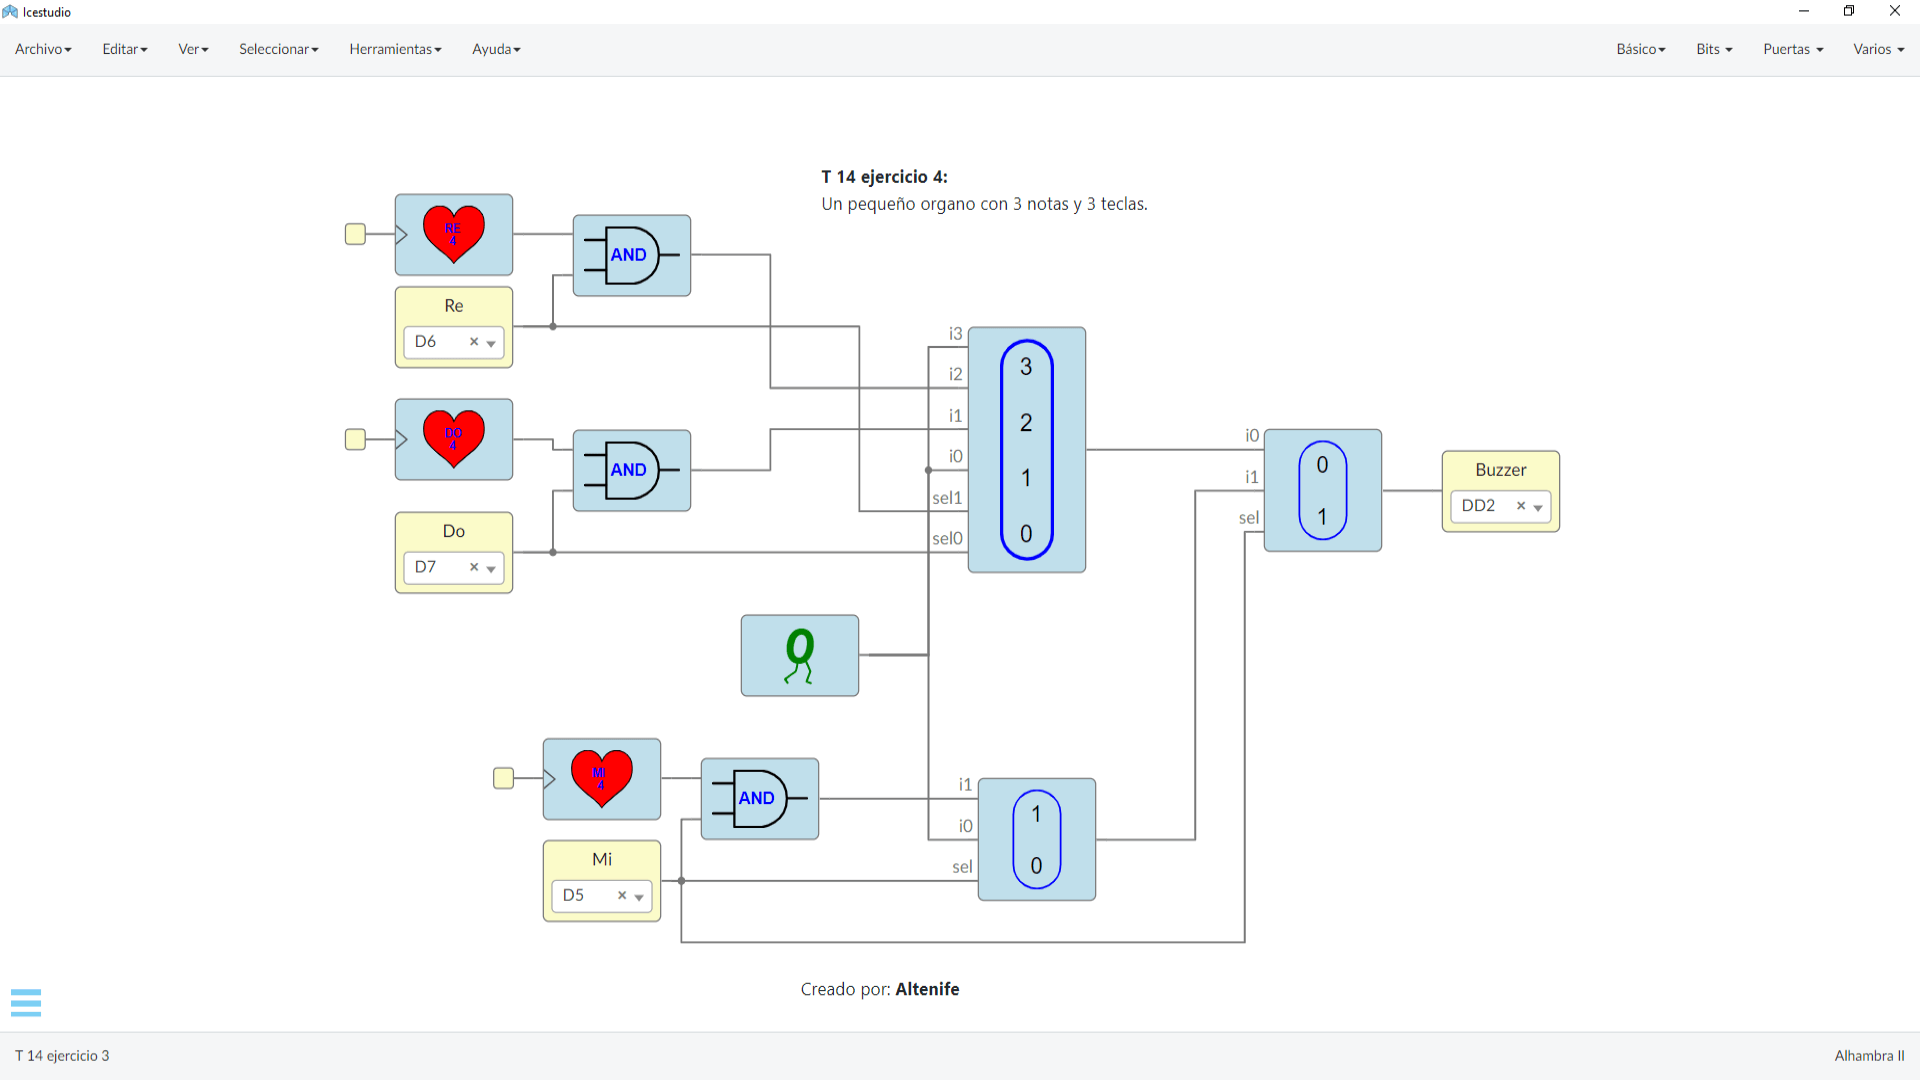 Icestudio
Archivo Editar Ver Seleccionar Herramientas Ayuda Básico Bits Puertas Varios
T 14 ejercicio 4:
Un pequeño organo con 3 notas y 3 teclas.
RE
4
AND
Re
D6
DO
4
AND
Do
D7
i3
i2
i1
i0
sel1
sel0
3
2
1
0
i0
i1
sel
0
1
Buzzer
DD2
0
MI
4
AND
Mi
D5
i1
i0
sel
1
0
Creado por: Altenife
T 14 ejercicio 3
Alhambra II